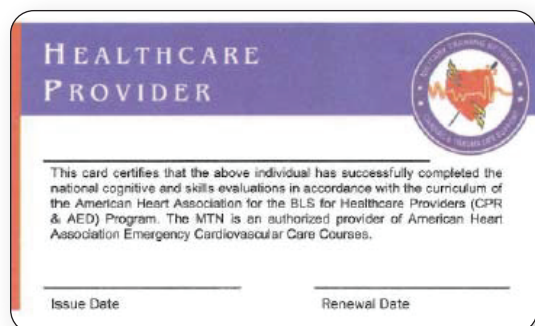 HEALTHCARE
PROVIDER
This card certifies that the above individual has successfully completed the
national cognitive and skills evaluations in accordance with the curriculum of
the American Heart Association for the BLS for Healthcare Providers (CPR
& AED) Program. The MTN is an authorized provider of American Heart
Association Emergency Cardiovascular Care Courses.
Issue Date
Renewal Date